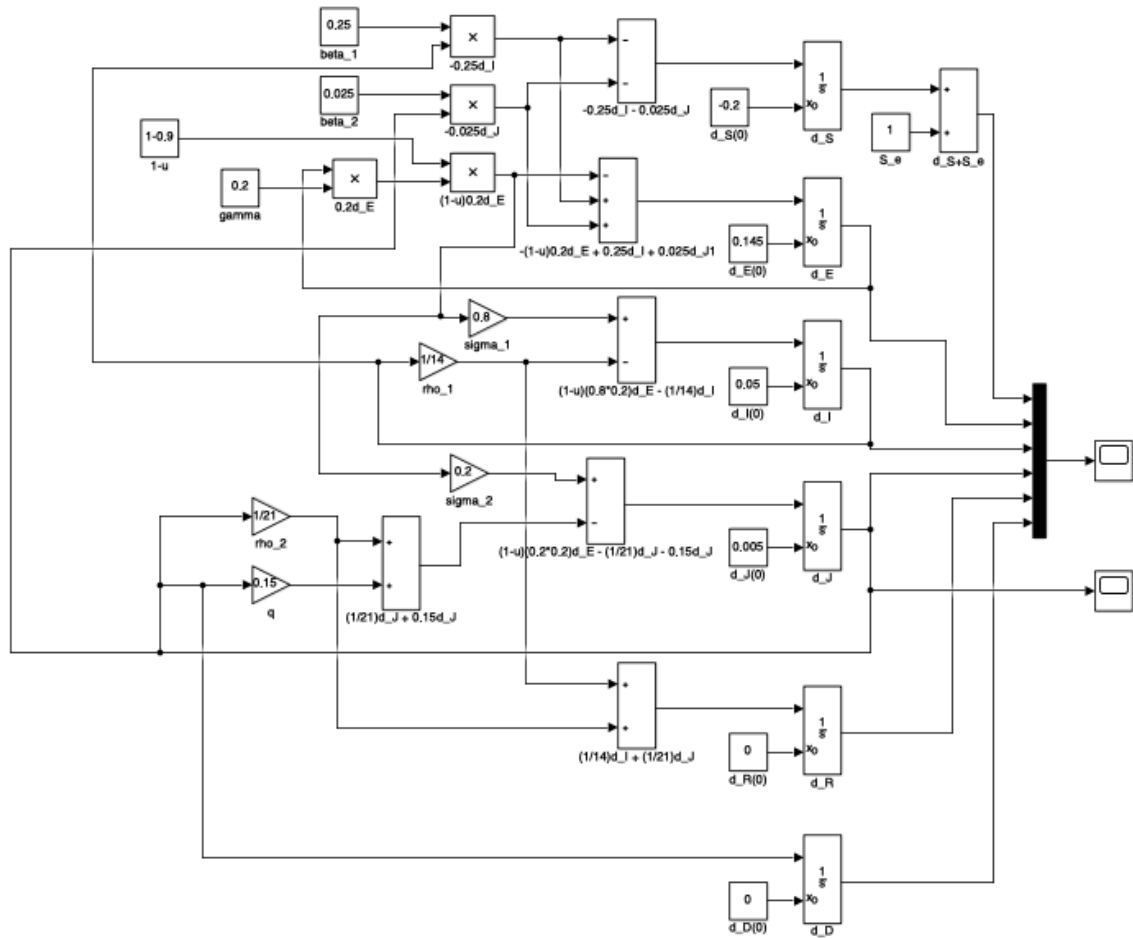 0.25
beta_1
×
-0.25d_I
-
-
-0.25d_I - 0.025d_J
0.025
beta_2
×
-0.025d_J
-0.2
d_S(0)
1
s
x0
d_S
1
S_e
+
+
d_S+S_e
1-0.9
1-u
0.2
gamma
×
0.2d_E
×
(1-u)0.2d_E
-
+
+
-(1-u)0.2d_E + 0.25d_I + 0.025d_J1
0.145
d_E(0)
1
s
x0
d_E
0.8
sigma_1
1/14
rho_1
+
-
(1-u)(0.8*0.2)d_E - (1/14)d_I
0.05
d_I(0)
1
s
x0
d_I
0.2
sigma_2
+
-
(1-u)(0.2*0.2)d_E - (1/21)d_J - 0.15d_J
0.005
d_J(0)
1
s
x0
d_J
1/21
rho_2
0.15
q
+
+
(1/21)d_J + 0.15d_J
+
+
(1/14)d_I + (1/21)d_J
0
d_R(0)
1
s
x0
d_R
0
d_D(0)
1
s
x0
d_D